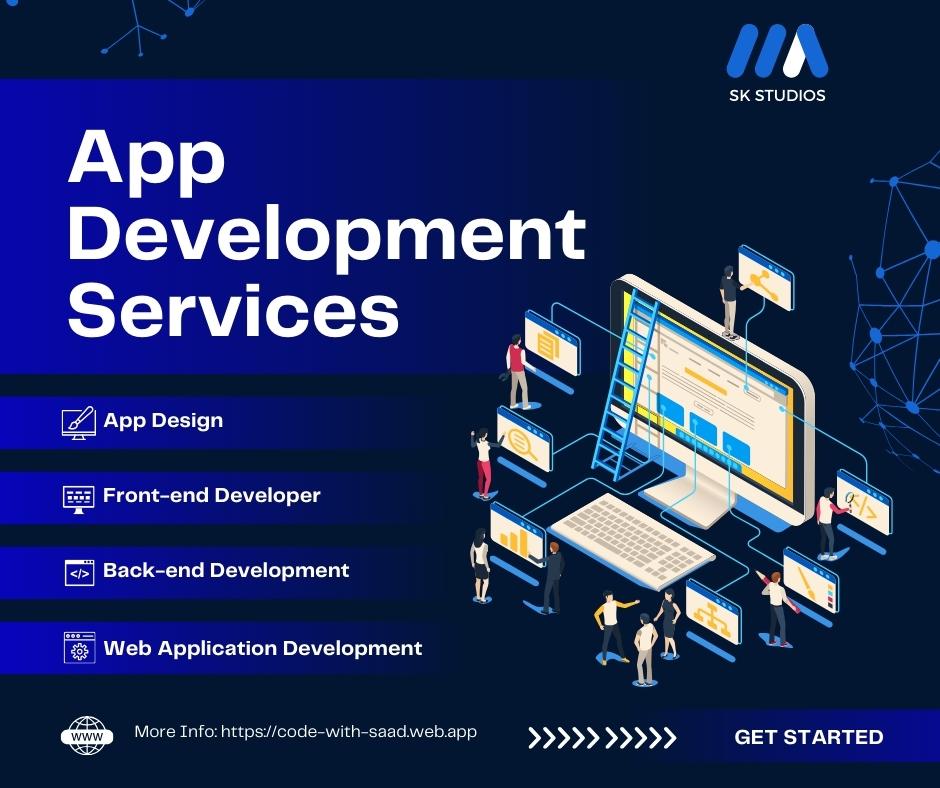 SK STUDIOS
App
Development
Services
App Design
Front-end Developer
Back-end Development
</>
Web Application Development
WWW
More Info: https://code-with-saad.web.app
GET STARTED
</>